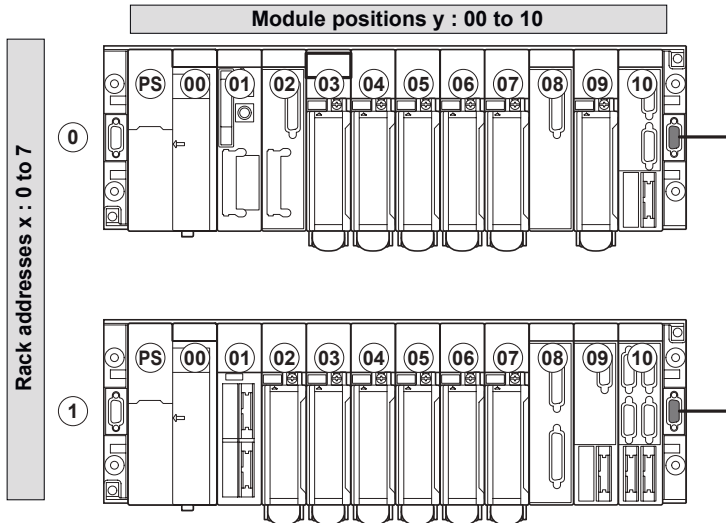 Module positions y : 00 to 10
Rack addresses x : 0 to 7
0
PS 00 01 02 03 04 05 06 07 08 09 10
1
PS 00 01 02 03 04 05 06 07 08 09 10